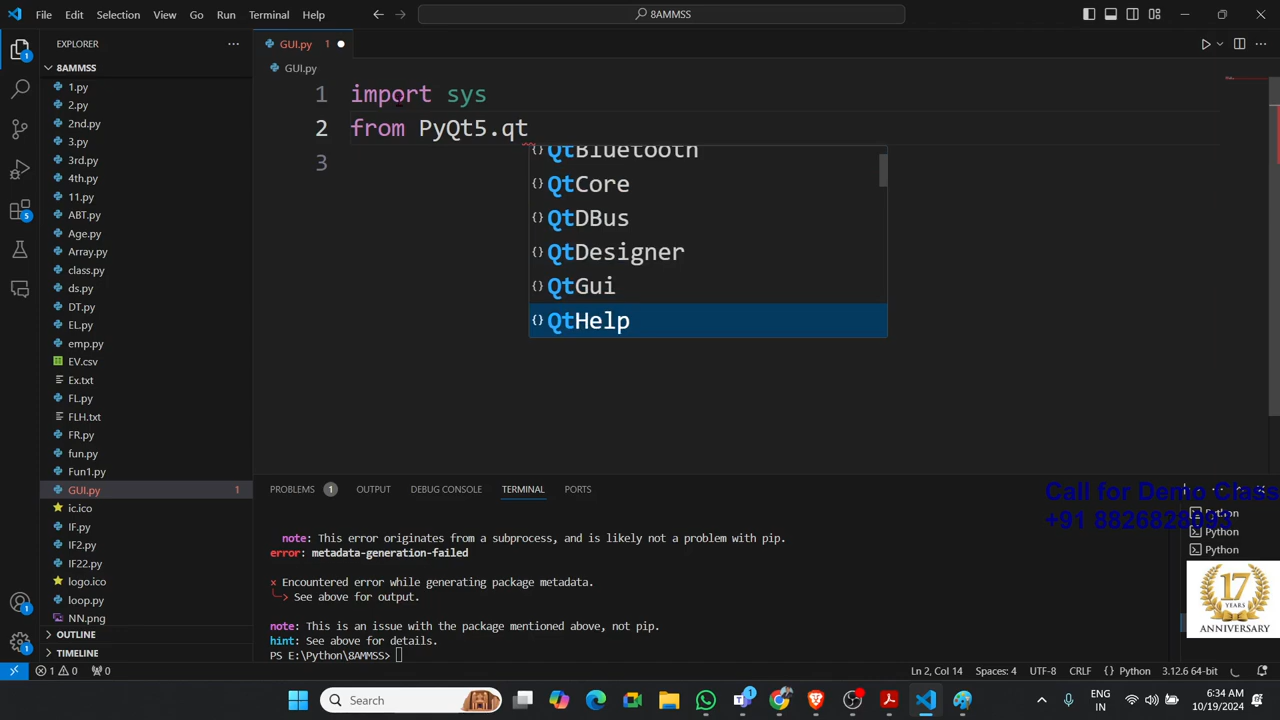 File Edit Selection View Go Run Terminal Help
8AMMSS
EXPLORER
GUI.py 1
8AMMSS
GUI.py
1.py
2.py
2nd.py
3.py
3rd.py
4th.py
11.py
ABT.py
Age.py
Array.py
class.py
ds.py
DT.py
EL.py
emp.py
EV.csv
Ex.txt
FL.py
FLH.txt
FR.py
fun.py
Fun1.py
GUI.py 1
ic.ico
IF.py
IF2.py
IF22.py
logo.ico
loop.py
NN.png
OUTLINE
TIMELINE
1 import sys
2 from PyQt5.qt
3
QtBluetooth
QtCore
QtDBus
QtDesigner
QtGui
QtHelp
PROBLEMS 1 OUTPUT DEBUG CONSOLE TERMINAL PORTS
note: This error originates from a subprocess, and is likely not a problem with pip.
error: metadata-generation-failed
x Encountered error while generating package metadata.
╰─> See above for output.
note: This is an issue with the package mentioned above, not pip.
hint: See above for details.
PS E:\Python\8AMMSS>
Call for Demo Class
+91 8826828093
Python
Python
Python
17
YEARS
ANNIVERSARY
1 0 0
Ln 2, Col 14 Spaces: 4 UTF-8 CRLF {} Python 3.12.6 64-bit
Search
ENG
IN
6:34 AM
10/19/2024